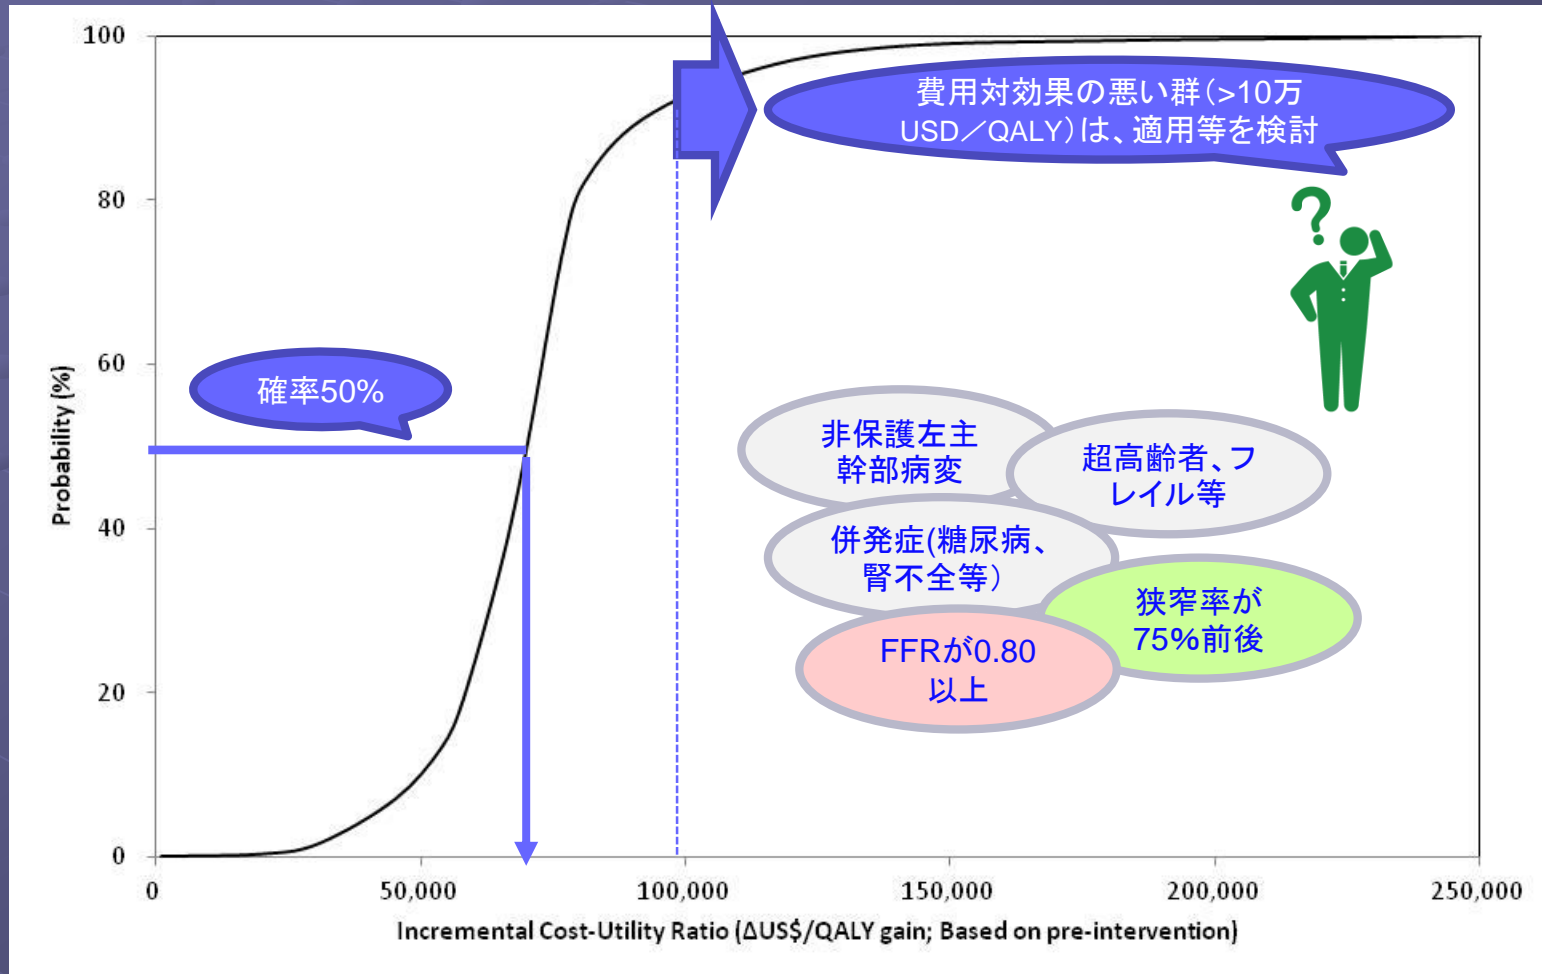 100
80
60
40
20
0
Probability (%)
費用対効果の悪い群（>10万
USD／QALY）は、適用等を検討
?
確率50%
非保護左主
幹部病変
超高齢者、フ
レイル等
併発症(糖尿病、
腎不全等）
狭窄率が
75%前後
FFRが0.80
以上
0
50,000
100,000
150,000
200,000
250,000
Incremental Cost-Utility Ratio (ΔUS$/QALY gain; Based on pre-intervention)